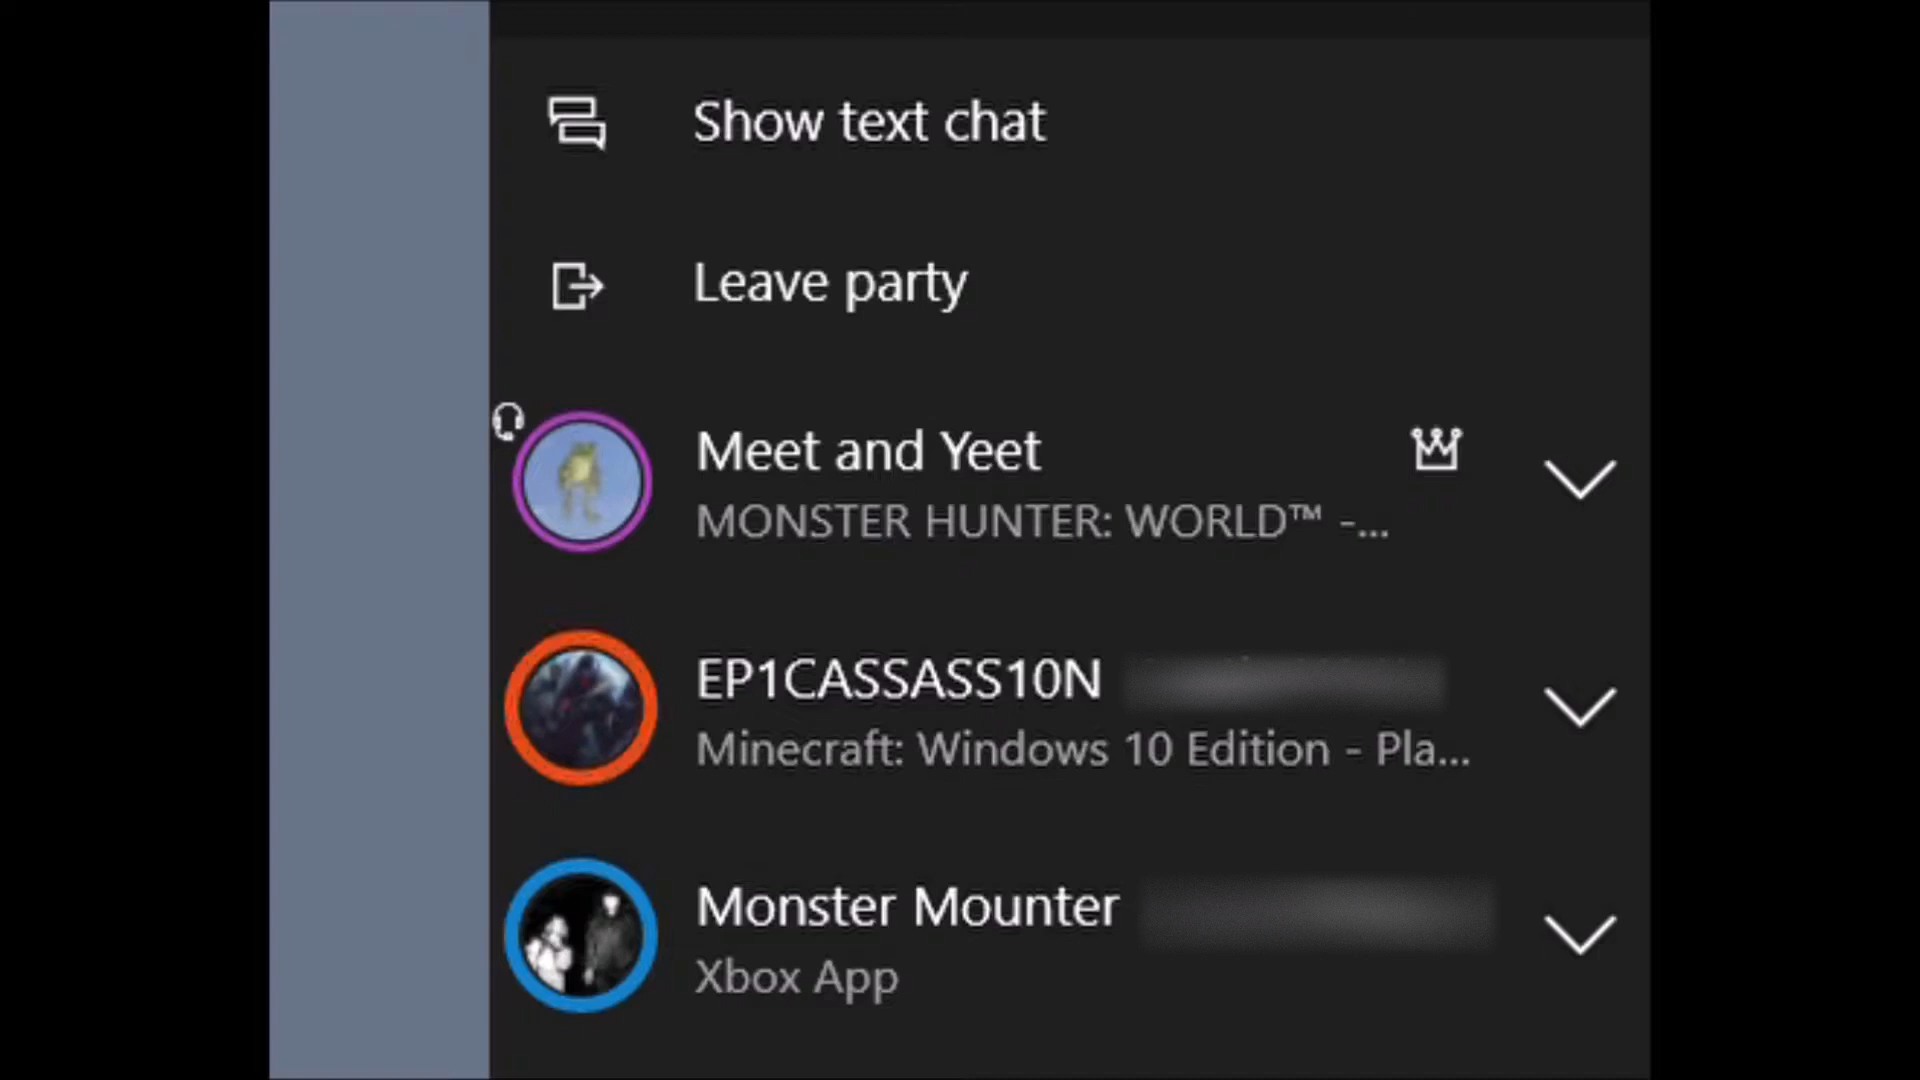 Show text chat
Leave party
Meet and Yeet
MONSTER HUNTER: WORLD™ -...
EP1CASSASS10N
Minecraft: Windows 10 Edition - Pla...
Monster Mounter
Xbox App